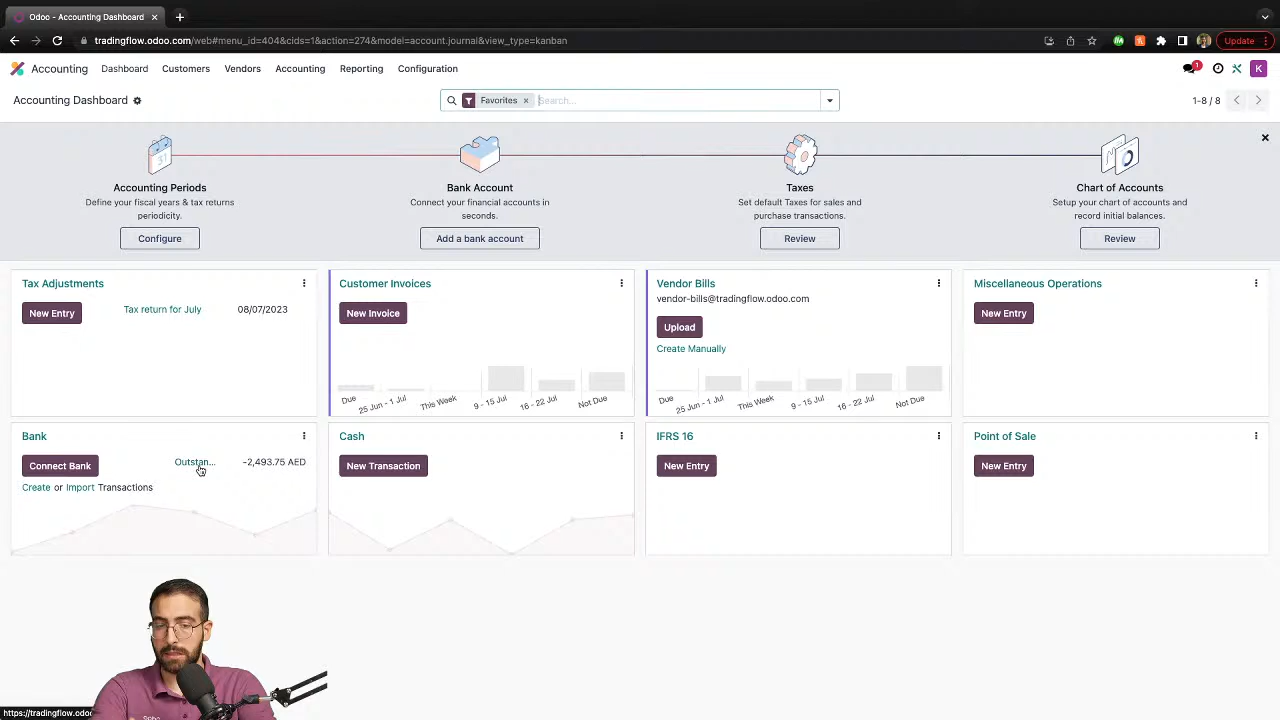 Odoo - Accounting Dashboard
tradingflow.odoo.com/web#menu_id=404&cids=1&action=274&model=account.journal&view_type=kanban
Update
Accounting Dashboard Customers Vendors Accounting Reporting Configuration
1
K
Accounting Dashboard
Favorites
Search...
1-8 / 8
31
Accounting Periods
Define your fiscal years & tax returns
periodicity.
Configure
Bank Account
Connect your financial accounts in
seconds.
Add a bank account
Taxes
Set default Taxes for sales and
purchase transactions.
Review
Chart of Accounts
Setup your chart of accounts and
record initial balances.
Review
Tax Adjustments
New Entry
Tax return for July 08/07/2023
Customer Invoices
New Invoice
Due 25 Jun - 1 Jul This Week 9 - 15 Jul 16 - 22 Jul Not Due
Vendor Bills
vendor-bills@tradingflow.odoo.com
Upload
Create Manually
Due 25 Jun - 1 Jul This Week 9 - 15 Jul 16 - 22 Jul Not Due
Miscellaneous Operations
New Entry
Bank
Connect Bank
Outstan... -2,493.75 AED
Create or Import Transactions
Cash
New Transaction
IFRS 16
New Entry
Point of Sale
New Entry
https://tradingflow.odoo